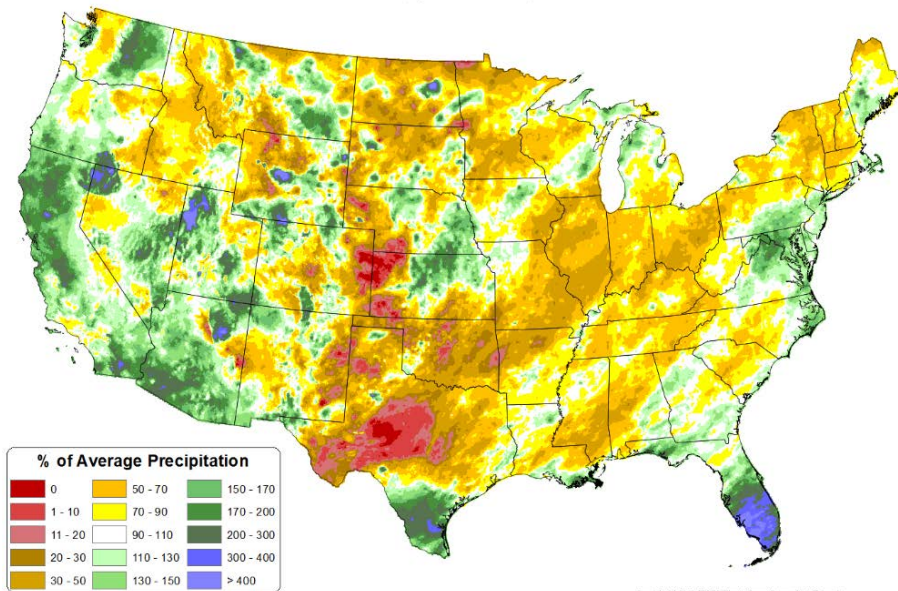 % of Average Precipitation
0 50 - 70 150 - 170
1 - 10 70 - 90 170 - 200
11 - 20 90 - 110 200 - 300
20 - 30 110 - 130 300 - 400
30 - 50 130 - 150 > 400